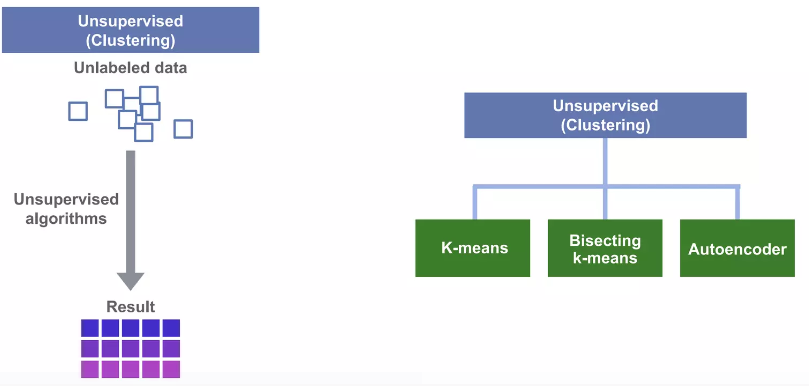 Unsupervised
(Clustering)
Unlabeled data
Unsupervised
algorithms
Result
Unsupervised
(Clustering)
K-means
Bisecting
k-means
Autoencoder